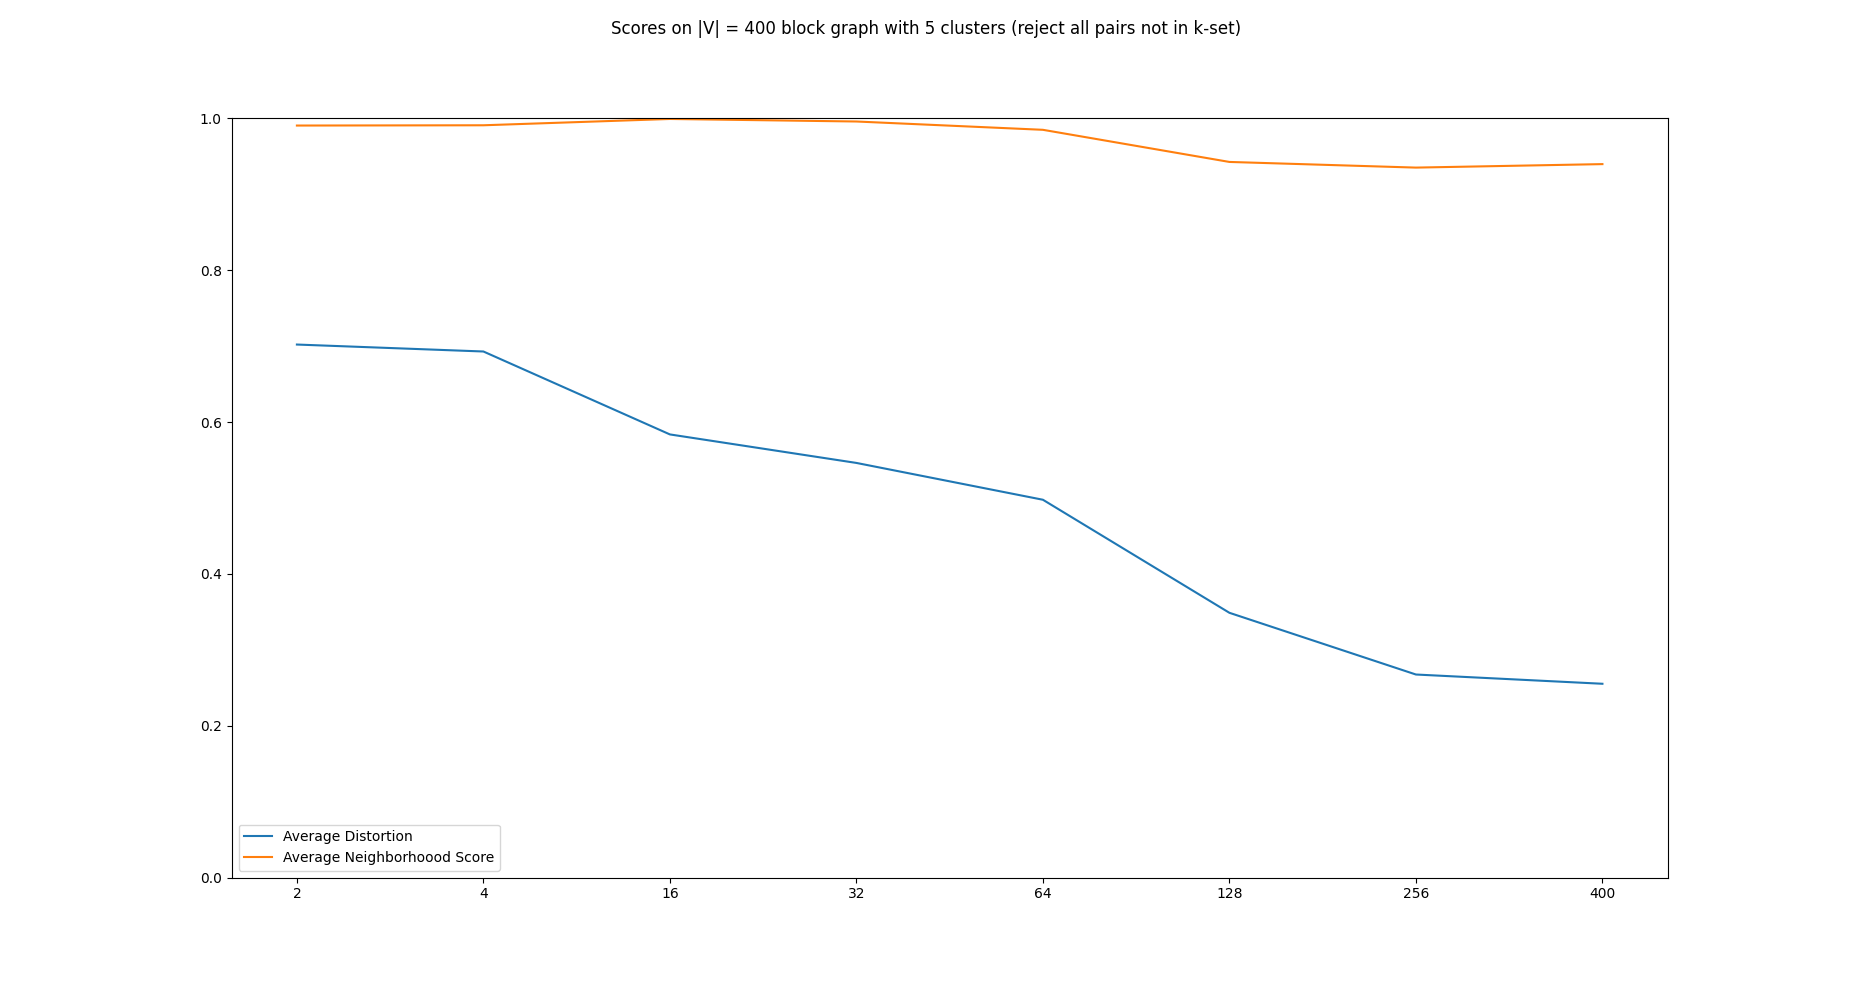 Scores on |V| = 400 block graph with 5 clusters (reject all pairs not in k-set)
1.0
0.8
0.6
0.4
0.2
0.0
Average Distortion
Average Neighborhoood Score
2 4 16 32 64 128 256 400